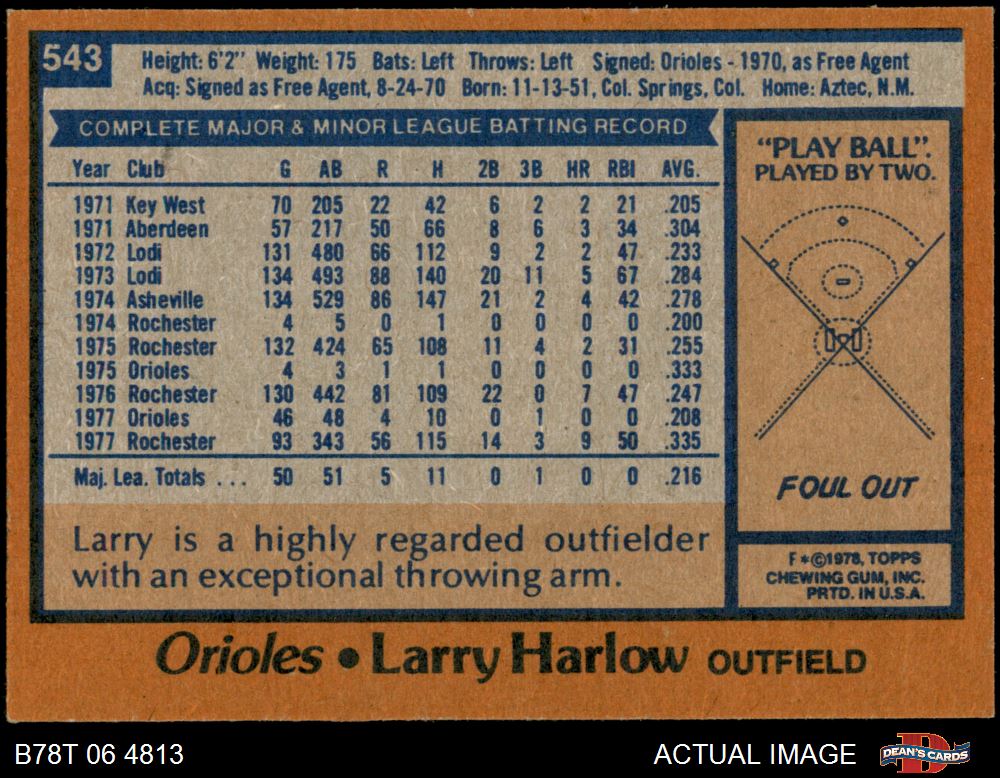 543
Height: 6'2" Weight: 175 Bats: Left Throws: Left Signed: Orioles - 1970, as Free Agent
Acq: Signed as Free Agent, 8-24-70 Born: 11-13-51, Col. Springs, Col. Home: Aztec, N.M.
COMPLETE MAJOR & MINOR LEAGUE BATTING RECORD
Year Club G AB R H 2B 3B HR RBI AVG.
1971 Key West 70 205 22 42 6 2 2 21 .205
1971 Aberdeen 57 217 50 66 8 6 3 34 .304
1972 Lodi 131 480 66 112 9 2 2 47 .233
1973 Lodi 134 493 88 140 20 11 5 67 .284
1974 Asheville 134 529 86 147 21 2 4 42 .278
1974 Rochester 4 5 0 1 0 0 0 0 .200
1975 Rochester 132 424 65 108 11 4 2 31 .255
1975 Orioles 4 3 1 1 0 0 0 0 .333
1976 Rochester 130 442 81 109 22 0 7 47 .247
1977 Orioles 46 48 4 10 0 1 0 0 .208
1977 Rochester 93 343 56 115 14 3 9 50 .335
Maj. Lea. Totals ... 50 51 5 11 0 1 0 0 .216
Larry is a highly regarded outfielder
with an exceptional throwing arm.
"PLAY BALL".
PLAYED BY TWO.
FOUL OUT
F*©1978, TOPPS
CHEWING GUM, INC.
PRTD. IN U.S.A.
Orioles • Larry Harlow OUTFIELD
B78T 06 4813
ACTUAL IMAGE
D
DEAN'S CARDS